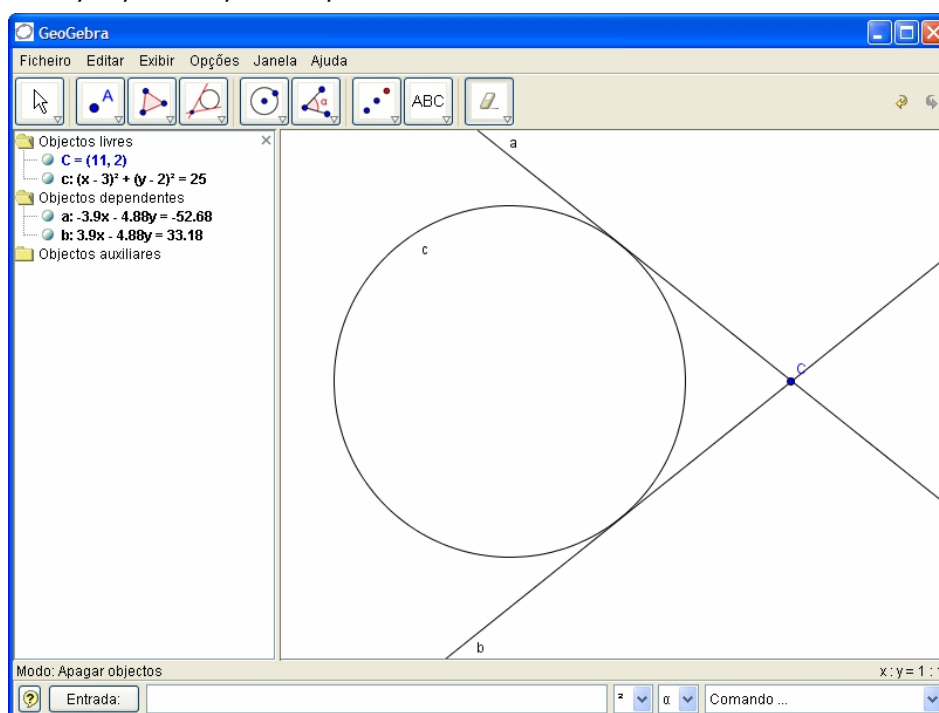 GeoGebra
Ficheiro Editar Exibir Opções Janela Ajuda
A
α
ABC
Objectos livres
C = (11, 2)
c: (x - 3)² + (y - 2)² = 25
Objectos dependentes
a: -3.9x - 4.88y = -52.68
b: 3.9x - 4.88y = 33.18
Objectos auxiliares
a
c
C
b
Modo: Apagar objectos
x : y = 1 :
Entrada:
²
α
Comando ...